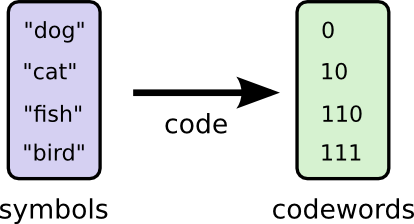 "dog"
"cat"
"fish"
"bird"
symbols
code
0
10
110
111
codewords